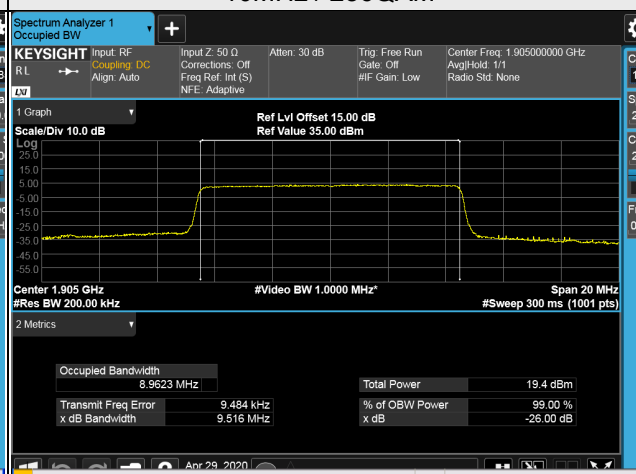 Spectrum Analyzer 1
Occupied BW
KEYSIGHT
RL
LXI
Input: RF
Coupling: DC
Align: Auto
Input Z: 50 Ω
Corrections: Off
Freq Ref: Int (S)
NFE: Adaptive
Atten: 30 dB
Trig: Free Run
Gate: Off
#IF Gain: Low
Center Freq: 1.905000000 GHz
Avg|Hold: 1/1
Radio Std: None
1 Graph
Scale/Div 10.0 dB
Ref Lvl Offset 15.00 dB
Ref Value 35.00 dBm
Log
25.0
15.0
5.00
-5.00
-15.0
-25.0
-35.0
-45.0
-55.0
Center 1.905 GHz
#Res BW 200.00 kHz
#Video BW 1.0000 MHz*
Span 20 MHz
#Sweep 300 ms (1001 pts)
2 Metrics
Occupied Bandwidth
8.9623 MHz
Total Power 19.4 dBm
Transmit Freq Error 9.484 kHz
% of OBW Power 99.00 %
x dB Bandwidth 9.516 MHz
x dB -26.00 dB
Apr 29, 2020